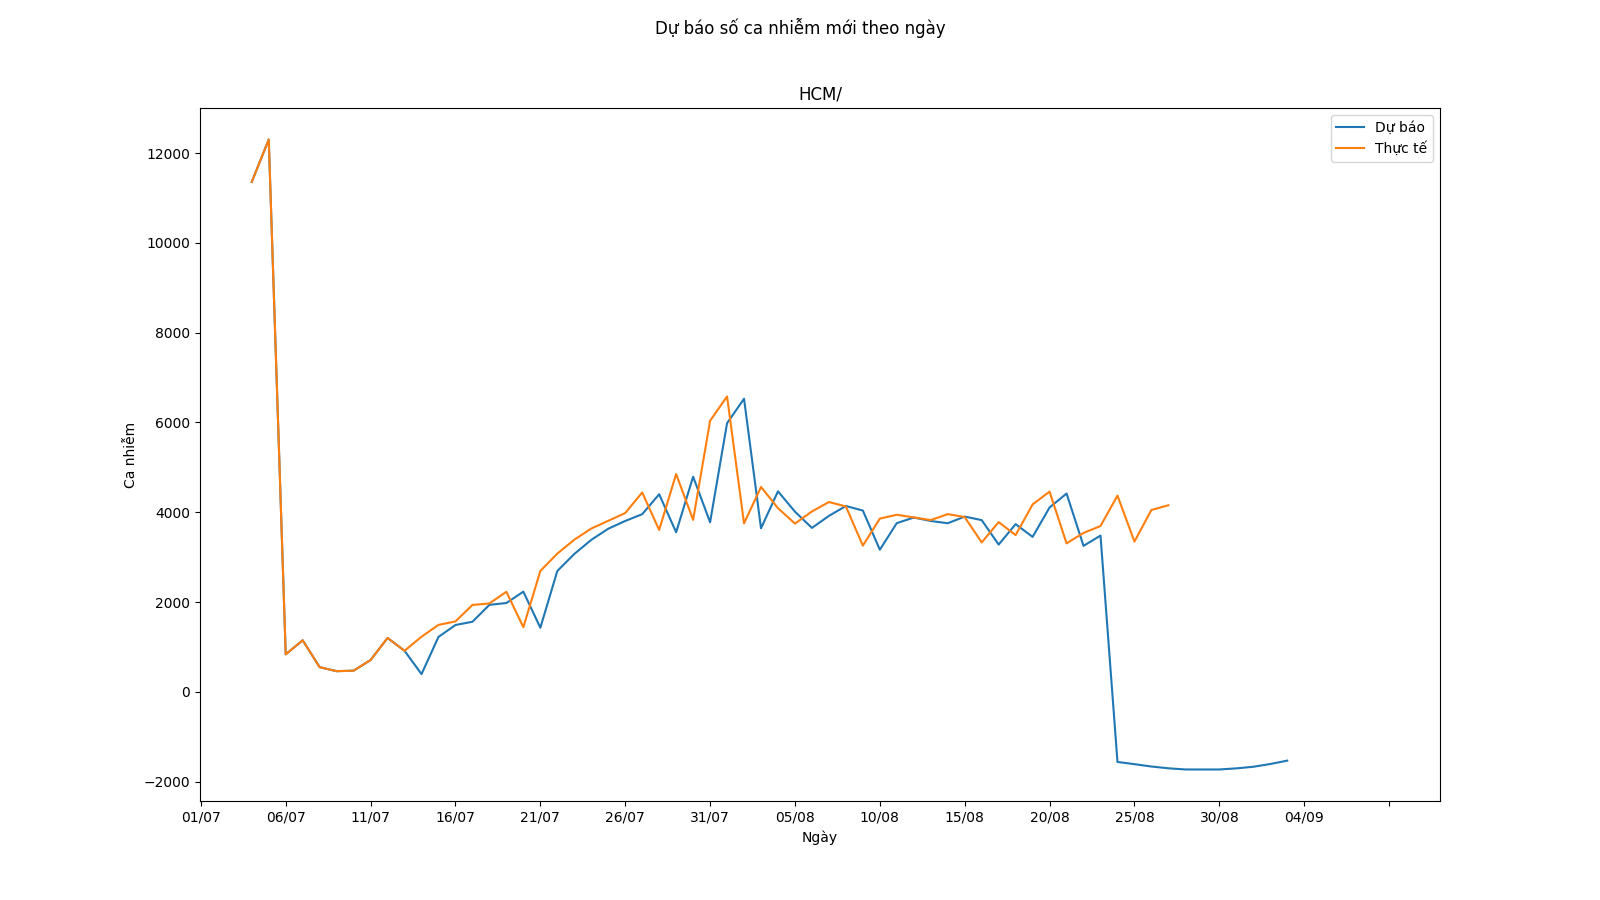 Dự báo số ca nhiễm mới theo ngày
HCM/
Dự báo
Thực tế
12000
10000
8000
6000
4000
2000
0
−2000
Ca nhiễm
01/07 06/07 11/07 16/07 21/07 26/07 31/07 05/08 10/08 15/08 20/08 25/08 30/08 04/09
Ngày